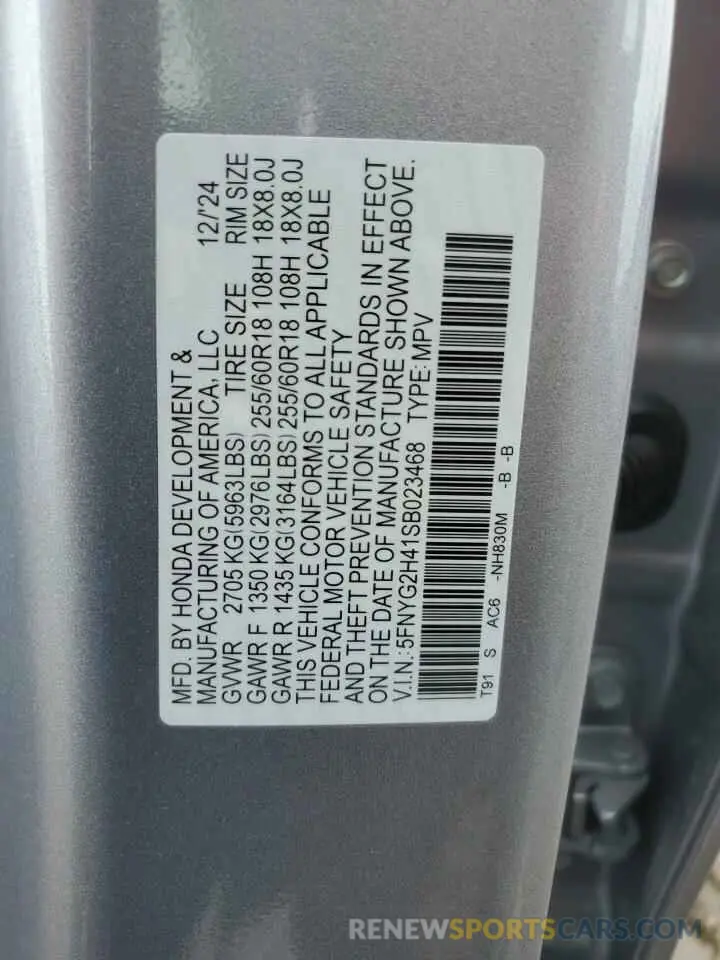 MFD. BY HONDA DEVELOPMENT &
MANUFACTURING OF AMERICA, LLC 12/'24
GVWR 2705 KG(5963LBS) TIRE SIZE RIM SIZE
GAWR F 1350 KG(2976LBS) 255/60R18 108H 18X8.0J
GAWR R 1435 KG(3164LBS) 255/60R18 108H 18X8.0J
THIS VEHICLE CONFORMS TO ALL APPLICABLE
FEDERAL MOTOR VEHICLE SAFETY
AND THEFT PREVENTION STANDARDS IN EFFECT
ON THE DATE OF MANUFACTURE SHOWN ABOVE.
V.I.N.: 5FNYG2H41SB023468 TYPE: MPV
T91 S AC6 -NH830M -B -B
RENEWSPORTSCARS.COM